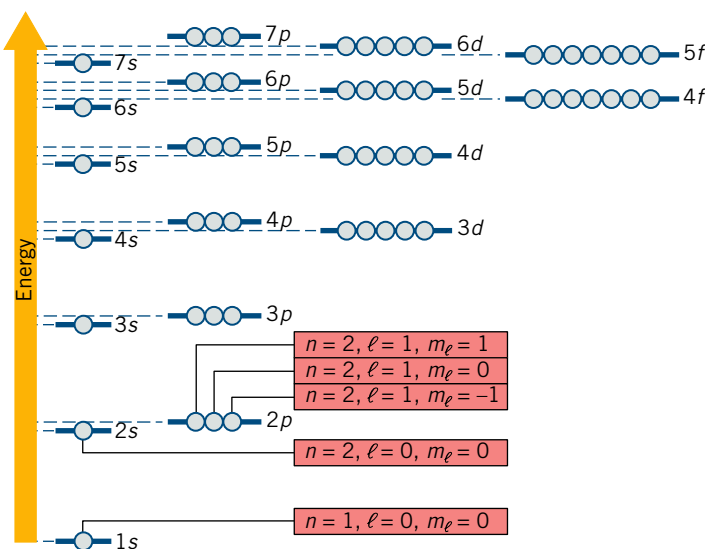 7p
6d
5f
7s
6p
5d
4f
6s
5p
4d
5s
4p
3d
4s
3p
3s
n = 2, ℓ = 1, mℓ = 1
n = 2, ℓ = 1, mℓ = 0
n = 2, ℓ = 1, mℓ = −1
2p
2s
n = 2, ℓ = 0, mℓ = 0
n = 1, ℓ = 0, mℓ = 0
1s
Energy